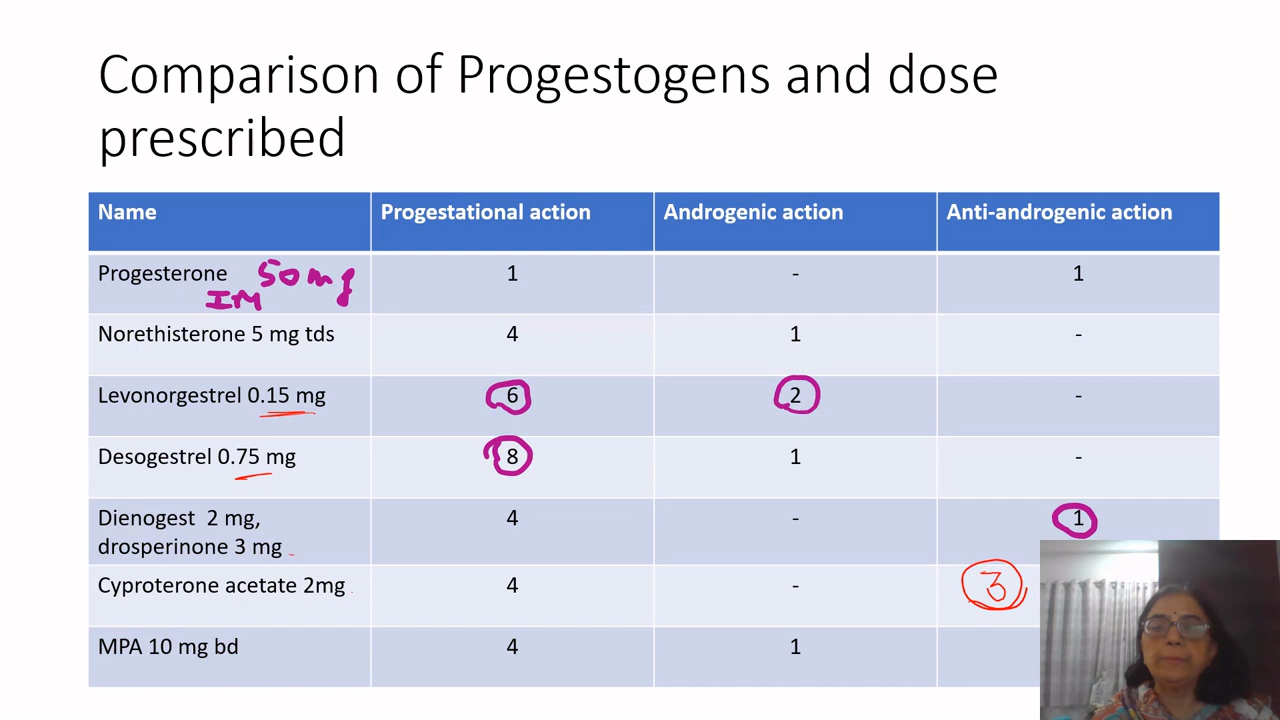 Comparison of Progestogens and dose
prescribed
Name Progestational action Androgenic action Anti-androgenic action
Progesterone 50 mg 1 - 1
IM
Norethisterone 5 mg tds 4 1 -
Levonorgestrel 0.15 mg 6 2 -
Desogestrel 0.75 mg 8 1 -
Dienogest 2 mg, 4 - 1
drosperinone 3 mg
Cyproterone acetate 2mg 4 - 3
MPA 10 mg bd 4 1